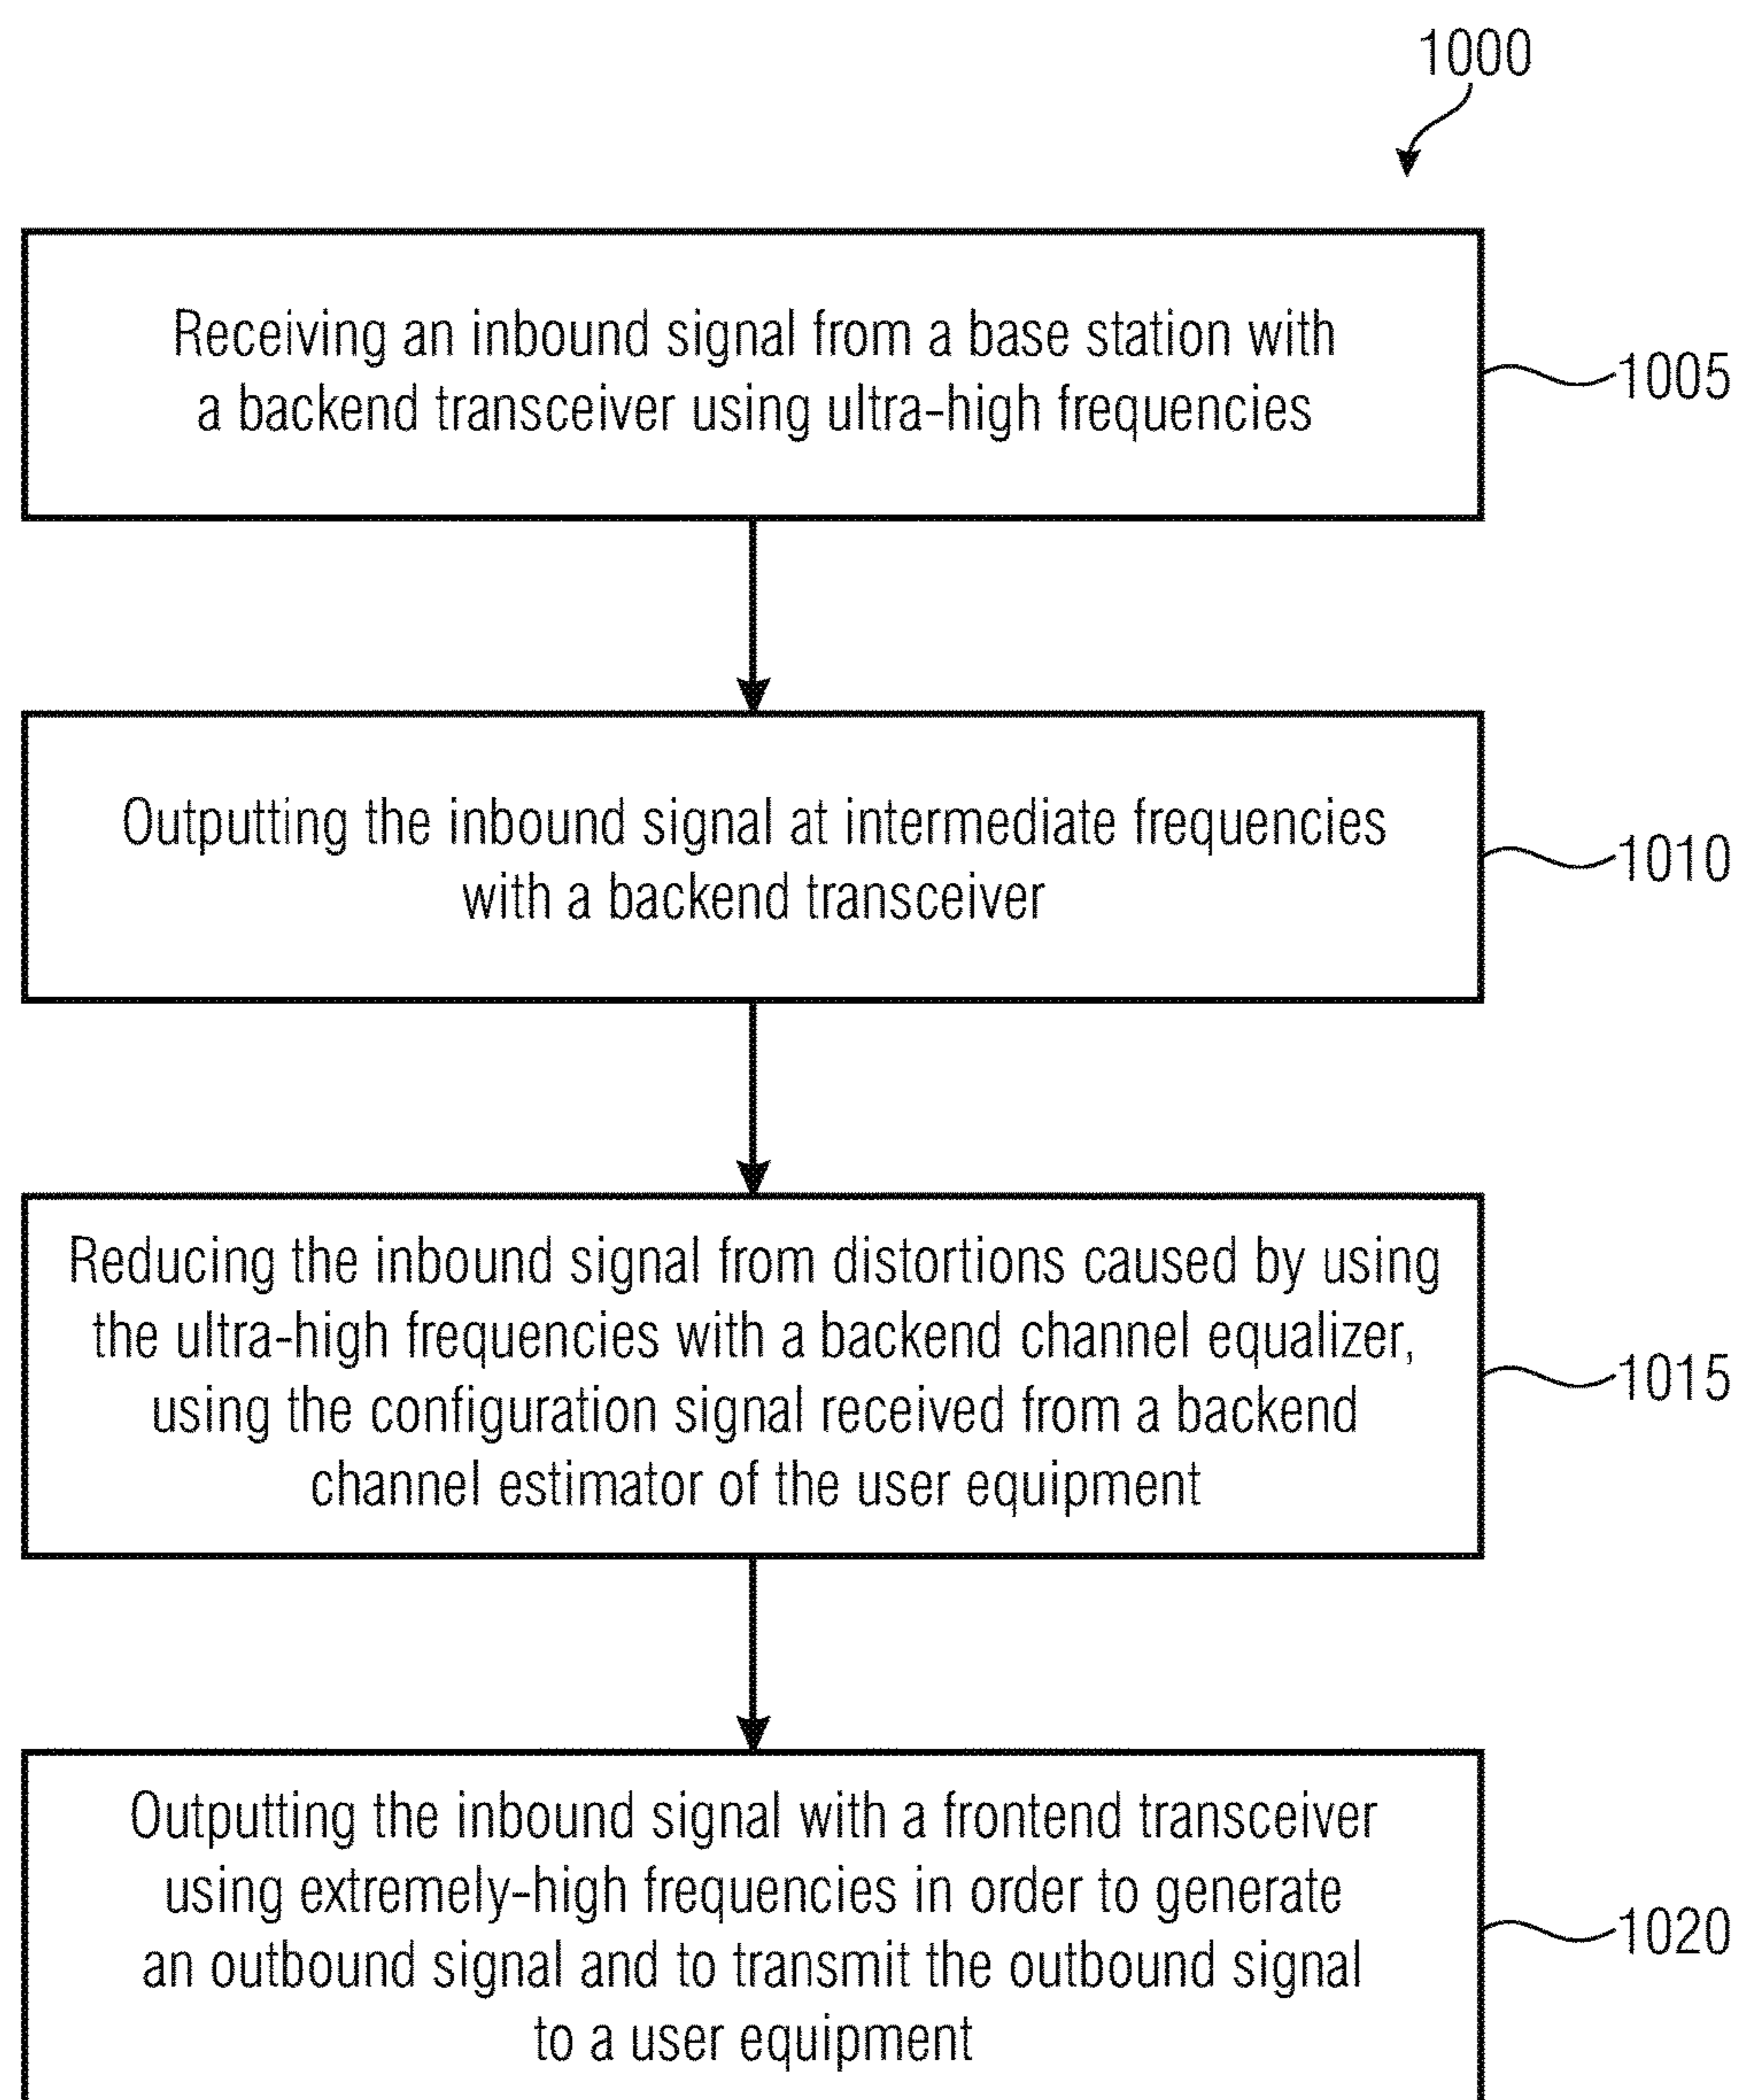 1000
Receiving an inbound signal from a base station with
a backend transceiver using ultra-high frequencies
1005
Outputting the inbound signal at intermediate frequencies
with a backend transceiver
1010
Reducing the inbound signal from distortions caused by using
the ultra-high frequencies with a backend channel equalizer,
using the configuration signal received from a backend
channel estimator of the user equipment
1015
Outputting the inbound signal with a frontend transceiver
using extremely-high frequencies in order to generate
an outbound signal and to transmit the outbound signal
to a user equipment
1020